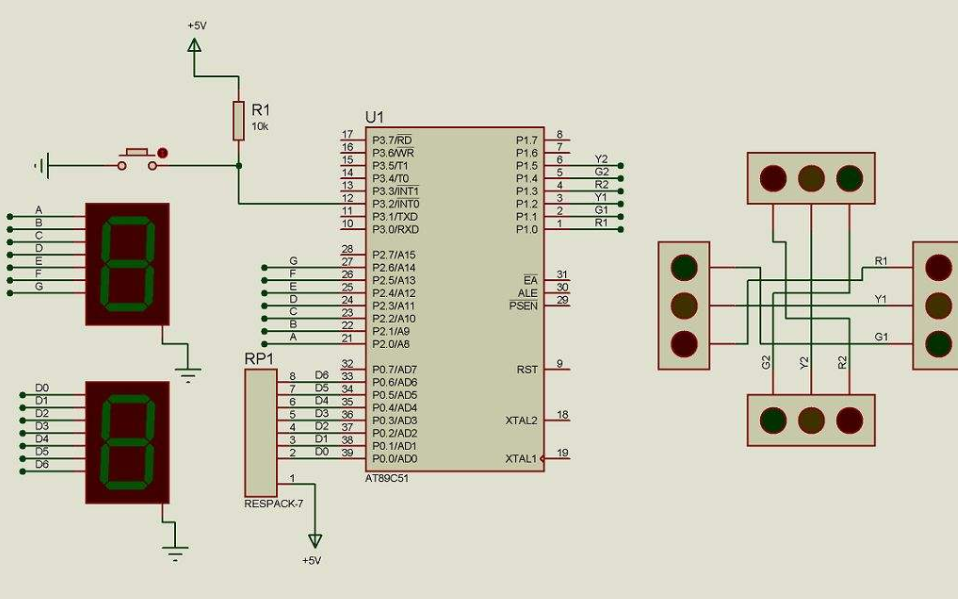 +5V
R1
10k
A
B
C
D
E
F
G
D0
D1
D2
D3
D4
D5
D6
U1
17 P3.7/RD
16 P3.6/WR
15 P3.5/T1
14 P3.4/T0
13 P3.3/INT1
12 P3.2/INT0
11 P3.1/TXD
10 P3.0/RXD
28 P2.7/A15
G 27 P2.6/A14
F 26 P2.5/A13
E 25 P2.4/A12
D 24 P2.3/A11
C 23 P2.2/A10
B 22 P2.1/A9
A 21 P2.0/A8
RP1
32 P0.7/AD7
8 D6 33 P0.6/AD6
7 D5 34 P0.5/AD5
6 D4 35 P0.4/AD4
5 D3 36 P0.3/AD3
4 D2 37 P0.2/AD2
3 D1 38 P0.1/AD1
2 D0 39 P0.0/AD0
1
RESPACK-7
+5V
AT89C51
P1.7 8
P1.6 7
P1.5 6 Y2
P1.4 5 G2
P1.3 4 R2
P1.2 3 Y1
P1.1 2 G1
P1.0 1 R1
EA 31
ALE 30
PSEN 29
RST 9
XTAL2 18
XTAL1 19
R1
Y1
G1
G2
Y2
R2